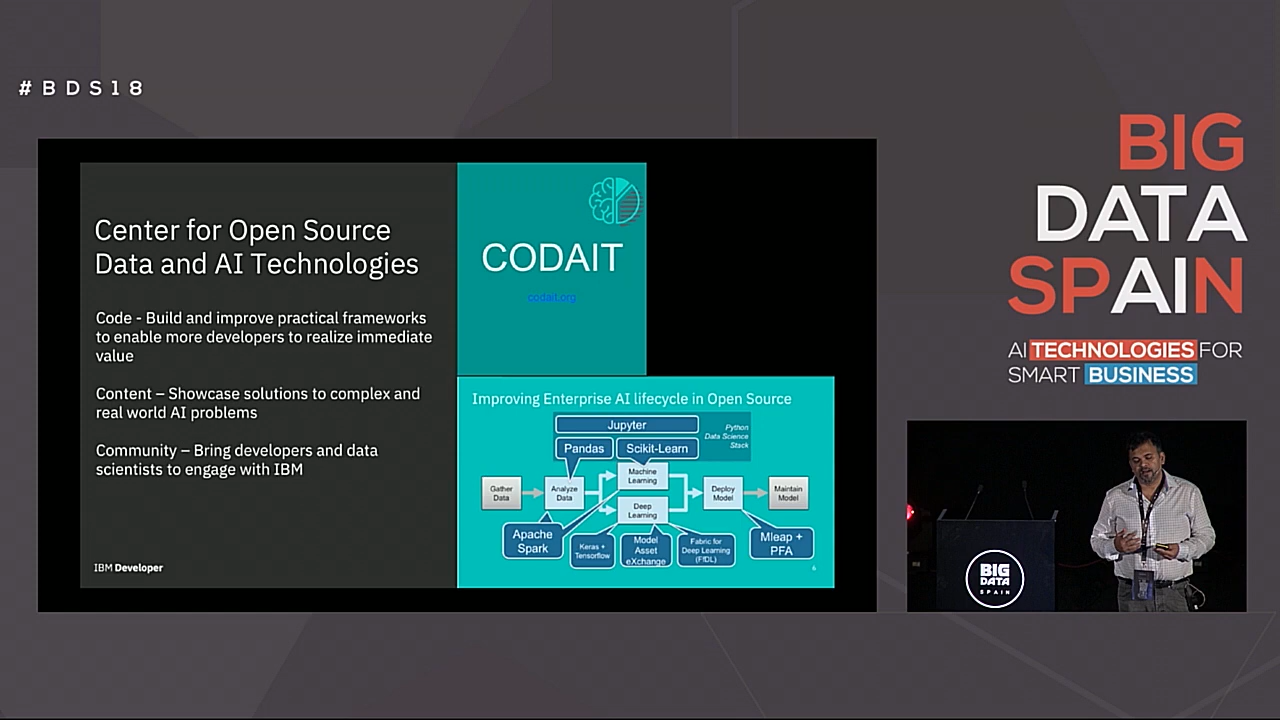 #BDS18
Center for Open Source
Data and AI Technologies
Code - Build and improve practical frameworks
to enable more developers to realize immediate
value
Content – Showcase solutions to complex and
real world AI problems
Community – Bring developers and data
scientists to engage with IBM
IBM Developer
CODAIT
codait.org
Improving Enterprise AI lifecycle in Open Source
Jupyter
Pandas
Scikit-Learn
Python
Data Science
Stack
Gather
Data
Analyze
Data
Machine
Learning
Deep
Learning
Deploy
Model
Maintain
Model
Apache
Spark
Keras +
Tensorflow
Model
Asset
eXchange
Fabric for
Deep Learning
(FfDL)
Mleap +
PFA
6
BIG
DATA
SPAIN
AI TECHNOLOGIES FOR
SMART BUSINESS
BIG
DATA
SPAIN